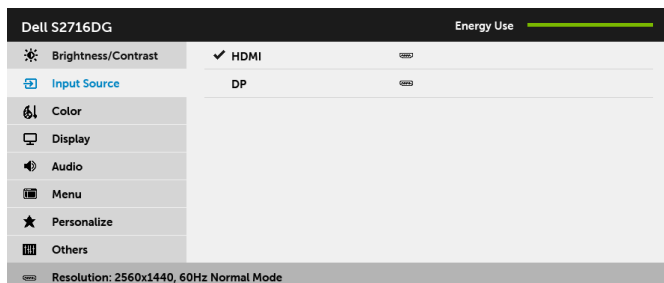 Dell S2716DG Energy Use
Brightness/Contrast HDMI
Input Source DP
Color
Display
Audio
Menu
Personalize
Others
Resolution: 2560x1440, 60Hz Normal Mode